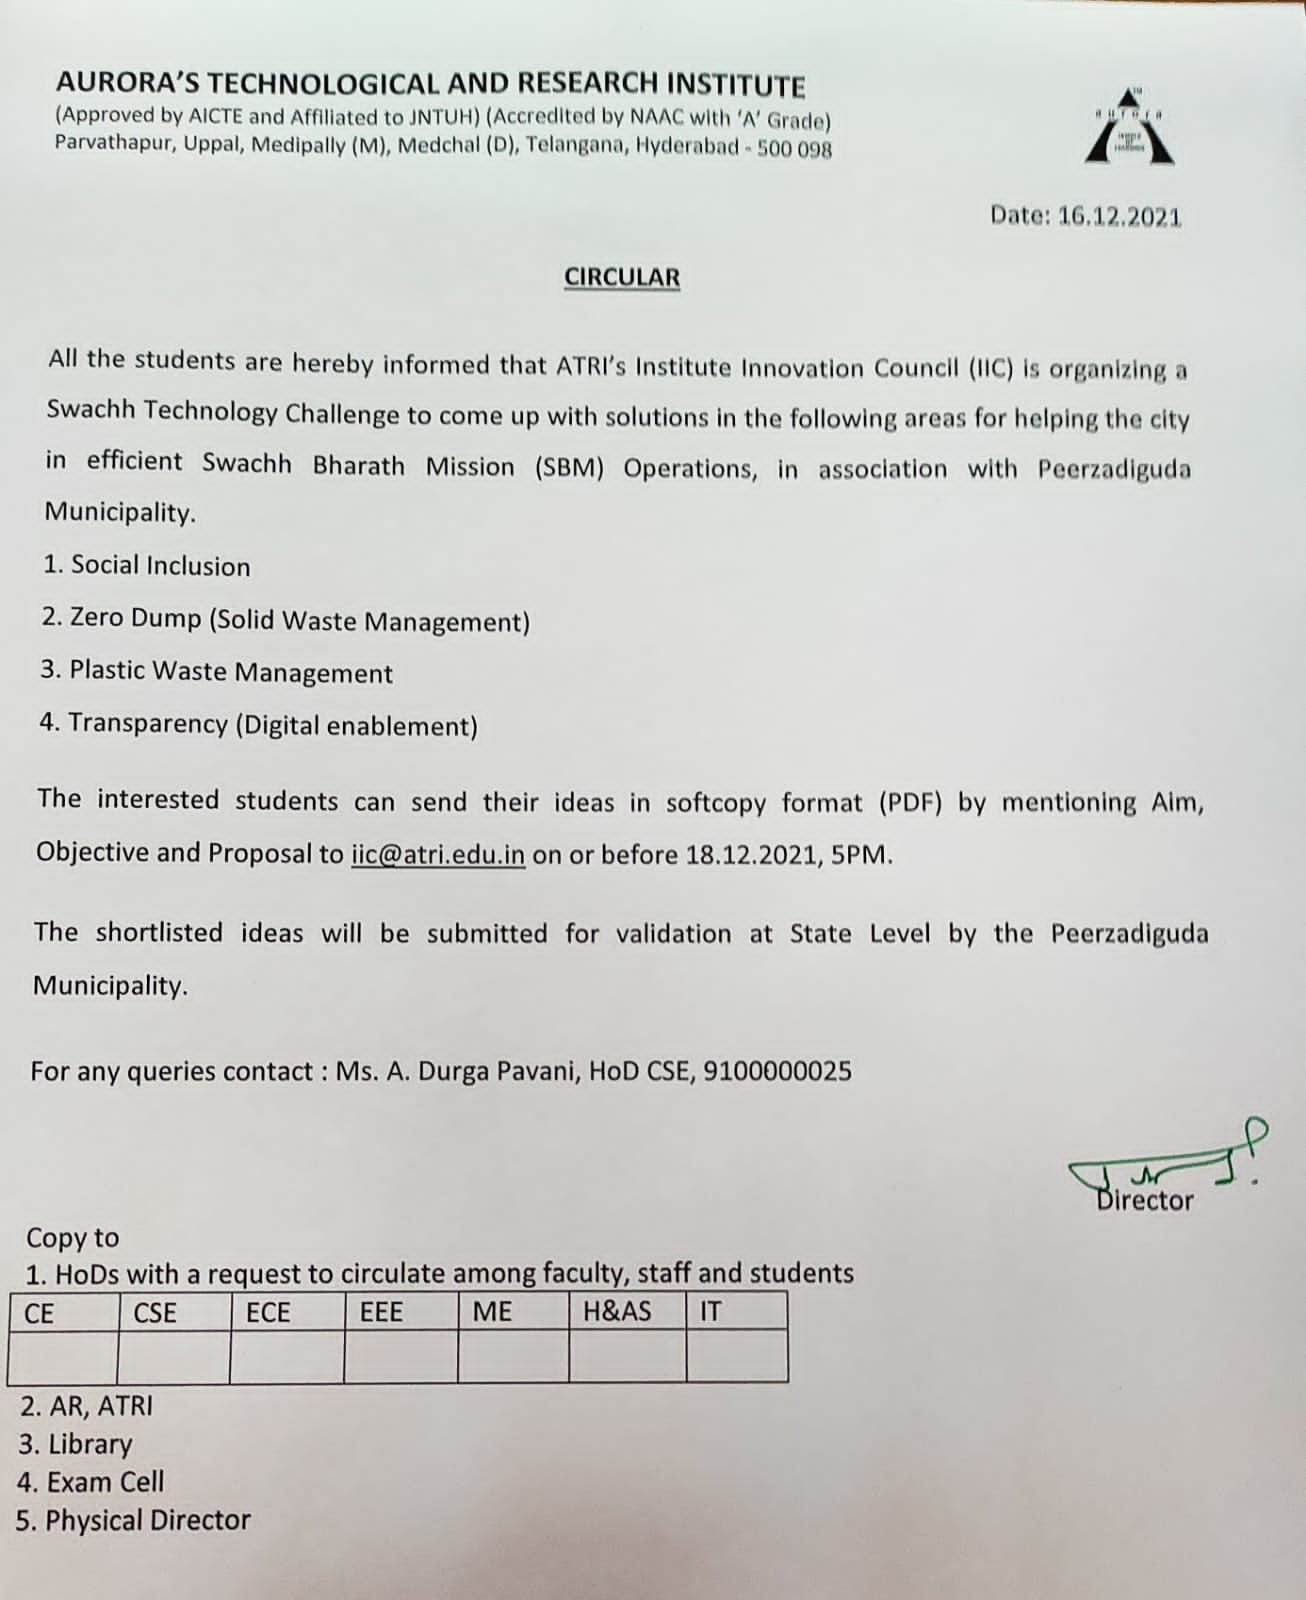 AURORA'S TECHNOLOGICAL AND RESEARCH INSTITUTE
(Approved by AICTE and Affiliated to JNTUH) (Accredited by NAAC with 'A' Grade)
Parvathapur, Uppal, Medipally (M), Medchal (D), Telangana, Hyderabad - 500 098
Date: 16.12.2021
CIRCULAR
All the students are hereby informed that ATRI's Institute Innovation Council (IIC) is organizing a
Swachh Technology Challenge to come up with solutions in the following areas for helping the city
in efficient Swachh Bharath Mission (SBM) Operations, in association with Peerzadiguda
Municipality.
1. Social Inclusion
2. Zero Dump (Solid Waste Management)
3. Plastic Waste Management
4. Transparency (Digital enablement)
The interested students can send their ideas in softcopy format (PDF) by mentioning Aim,
Objective and Proposal to iic@atri.edu.in on or before 18.12.2021, 5PM.
The shortlisted ideas will be submitted for validation at State Level by the Peerzadiguda
Municipality.
For any queries contact : Ms. A. Durga Pavani, HoD CSE, 9100000025
Director
Copy to
1. HoDs with a request to circulate among faculty, staff and students
CE CSE ECE EEE ME H&AS IT
2. AR, ATRI
3. Library
4. Exam Cell
5. Physical Director